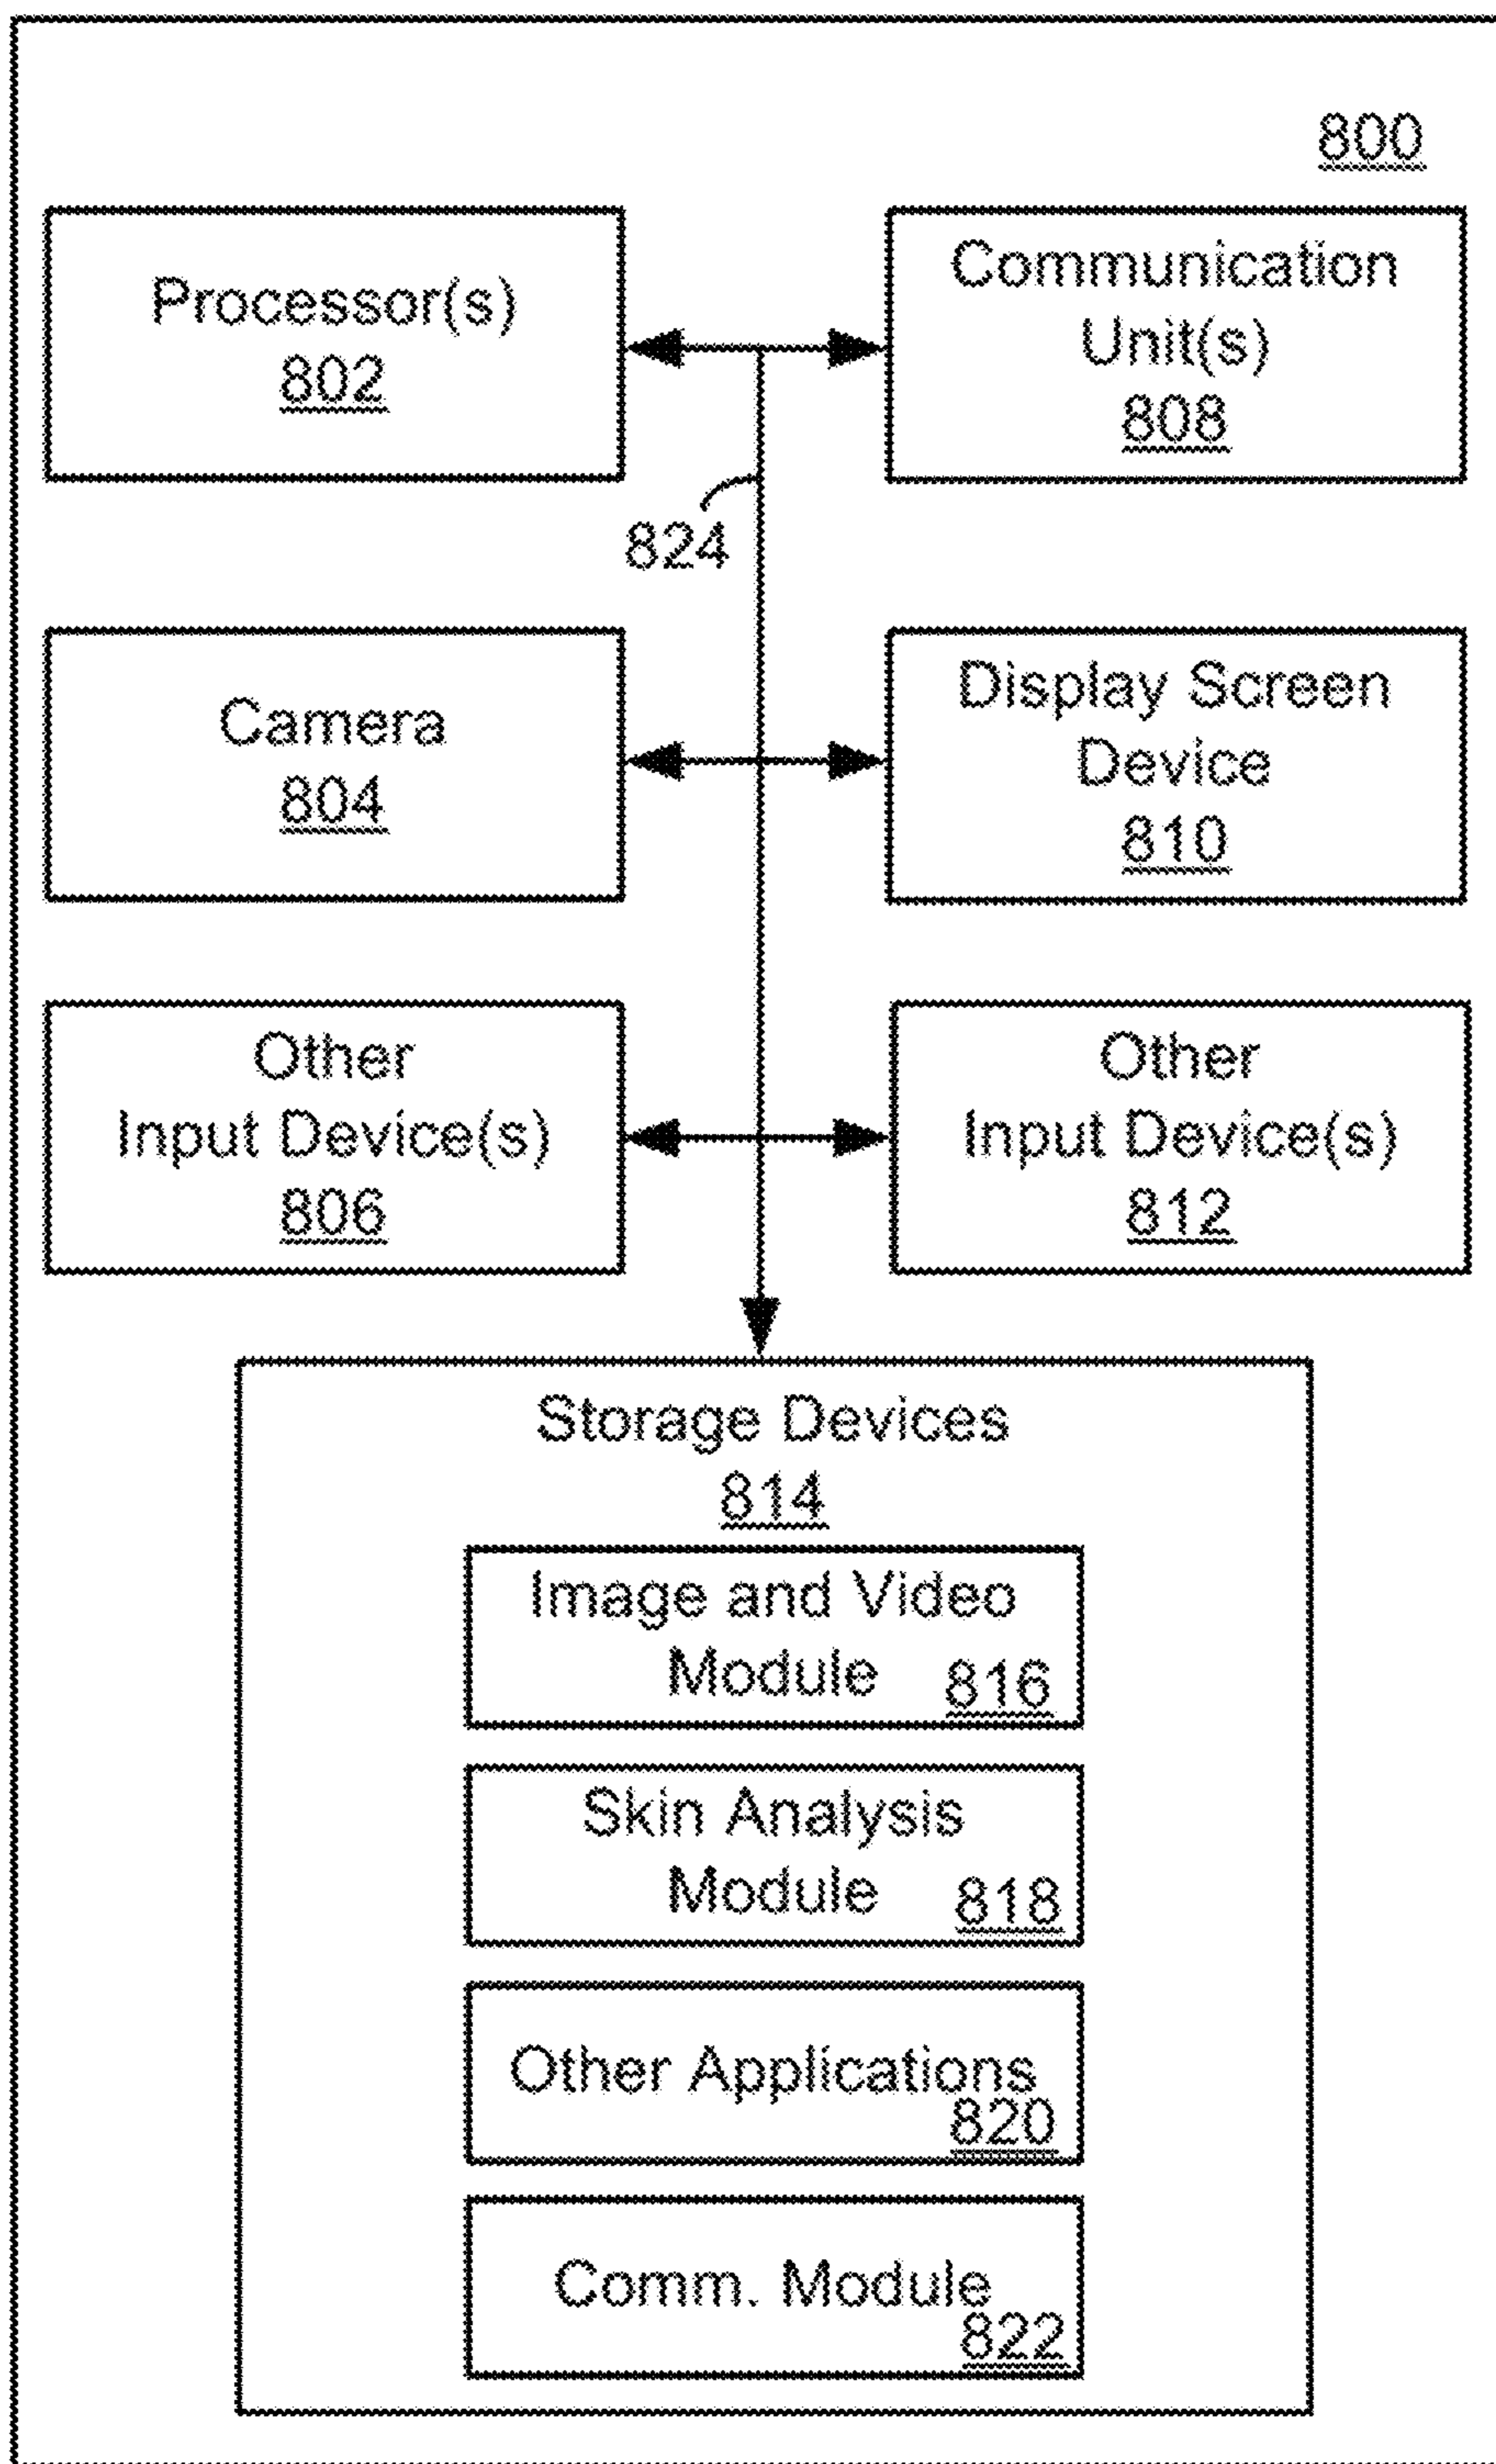 800
Processor(s)
802
Communication
Unit(s)
808
824
Camera
804
Display Screen
Device
810
Other
Input Device(s)
806
Other
Input Device(s)
812
Storage Devices
814
Image and Video
Module 816
Skin Analysis
Module 818
Other Applications
820
Comm. Module
822